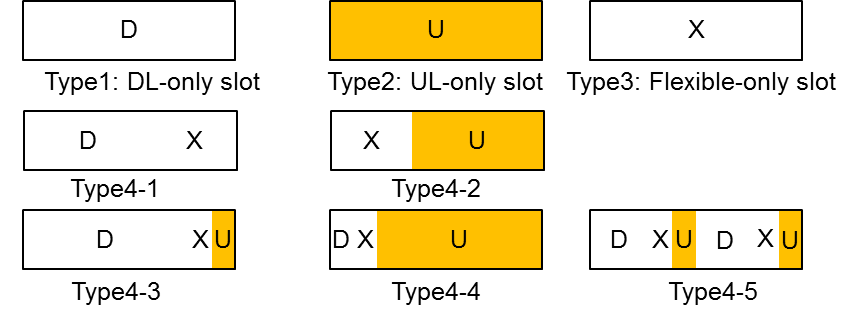 D U X
Type1: DL-only slot Type2: UL-only slot Type3: Flexible-only slot
D X X U
Type4-1 Type4-2
D X U D X U D X U D X U
Type4-3 Type4-4 Type4-5